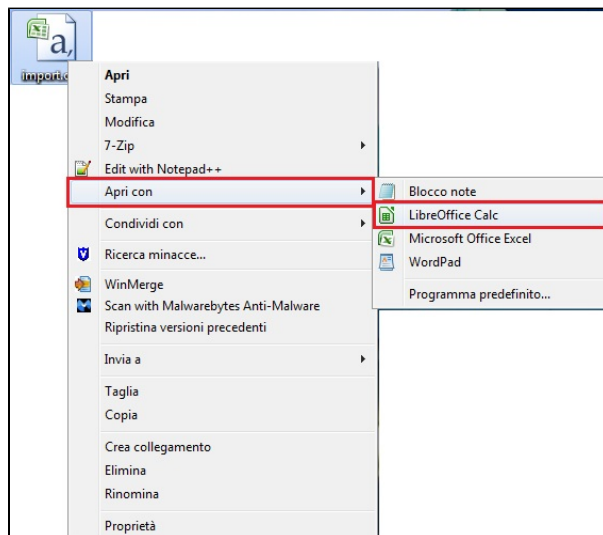 a,
import.c
Apri
Stampa
Modifica
7-Zip
Edit with Notepad++
Apri con
Condividi con
Ricerca minacce...
WinMerge
Scan with Malwarebytes Anti-Malware
Ripristina versioni precedenti
Invia a
Taglia
Copia
Crea collegamento
Elimina
Rinomina
Proprietà
Blocco note
LibreOffice Calc
Microsoft Office Excel
WordPad
Programma predefinito...